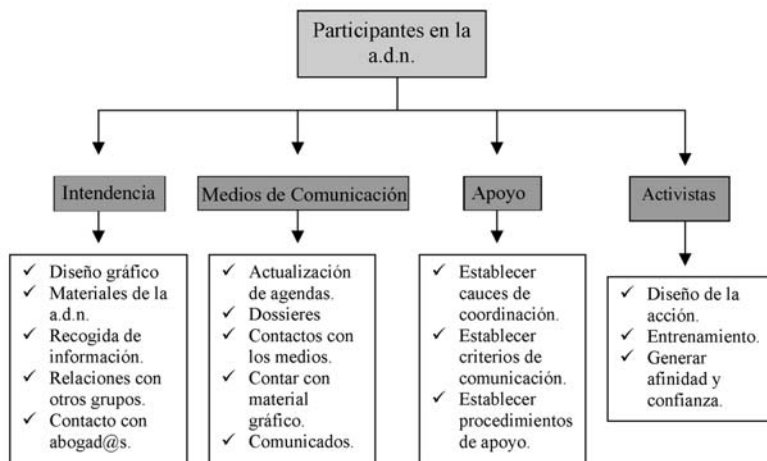 Participantes en la
a.d.n.
Intendencia
✓ Diseño gráfico
✓ Materiales de la
a.d.n.
✓ Recogida de
información.
✓ Relaciones con
otros grupos.
✓ Contacto con
abogad@s.
Medios de Comunicación
✓ Actualización
de agendas.
✓ Dossieres
✓ Contactos con
los medios.
✓ Contar con
material
gráfico.
✓ Comunicados.
Apoyo
✓ Establecer
cauces de
coordinación.
✓ Establecer
criterios de
comunicación.
✓ Establecer
procedimientos
de apoyo.
Activistas
✓ Diseño de la
acción.
✓ Entrenamiento.
✓ Generar
afinidad y
confianza.